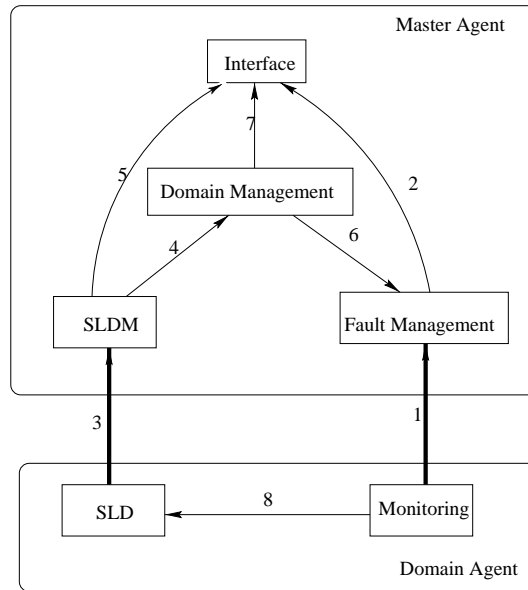 Master Agent
Interface
7
5
2
Domain Management
4
6
SLDM
Fault Management
3
1
8
SLD
Monitoring
Domain Agent